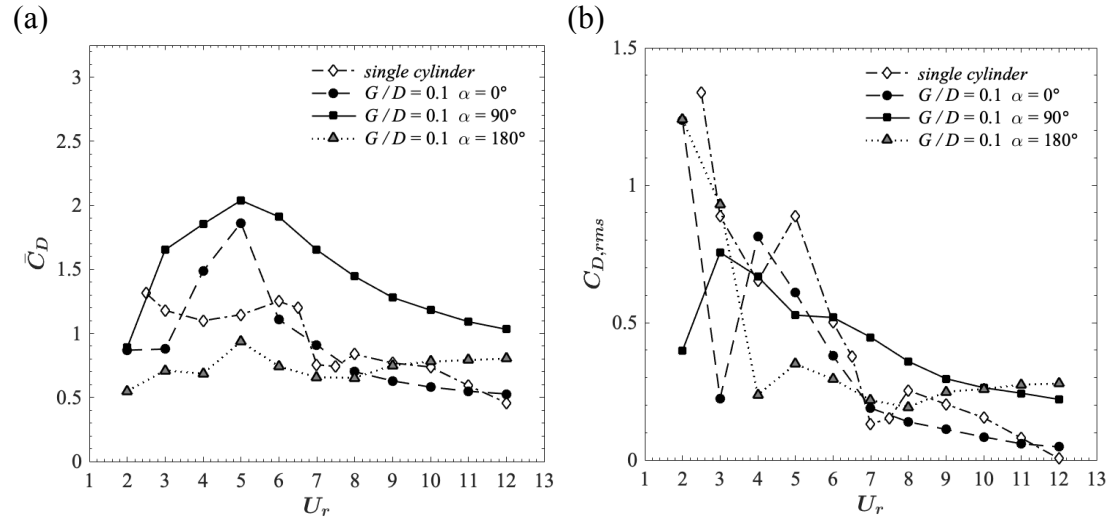 (a)
3
2.5
2
1.5
1
0.5
0
C̄_D
1 2 3 4 5 6 7 8 9 10 11 12 13
U_r
single cylinder
G/D = 0.1 α = 0°
G/D = 0.1 α = 90°
G/D = 0.1 α = 180°
(b)
1.5
1
0.5
0
C_{D,rms}
1 2 3 4 5 6 7 8 9 10 11 12 13
U_r
single cylinder
G/D = 0.1 α = 0°
G/D = 0.1 α = 90°
G/D = 0.1 α = 180°